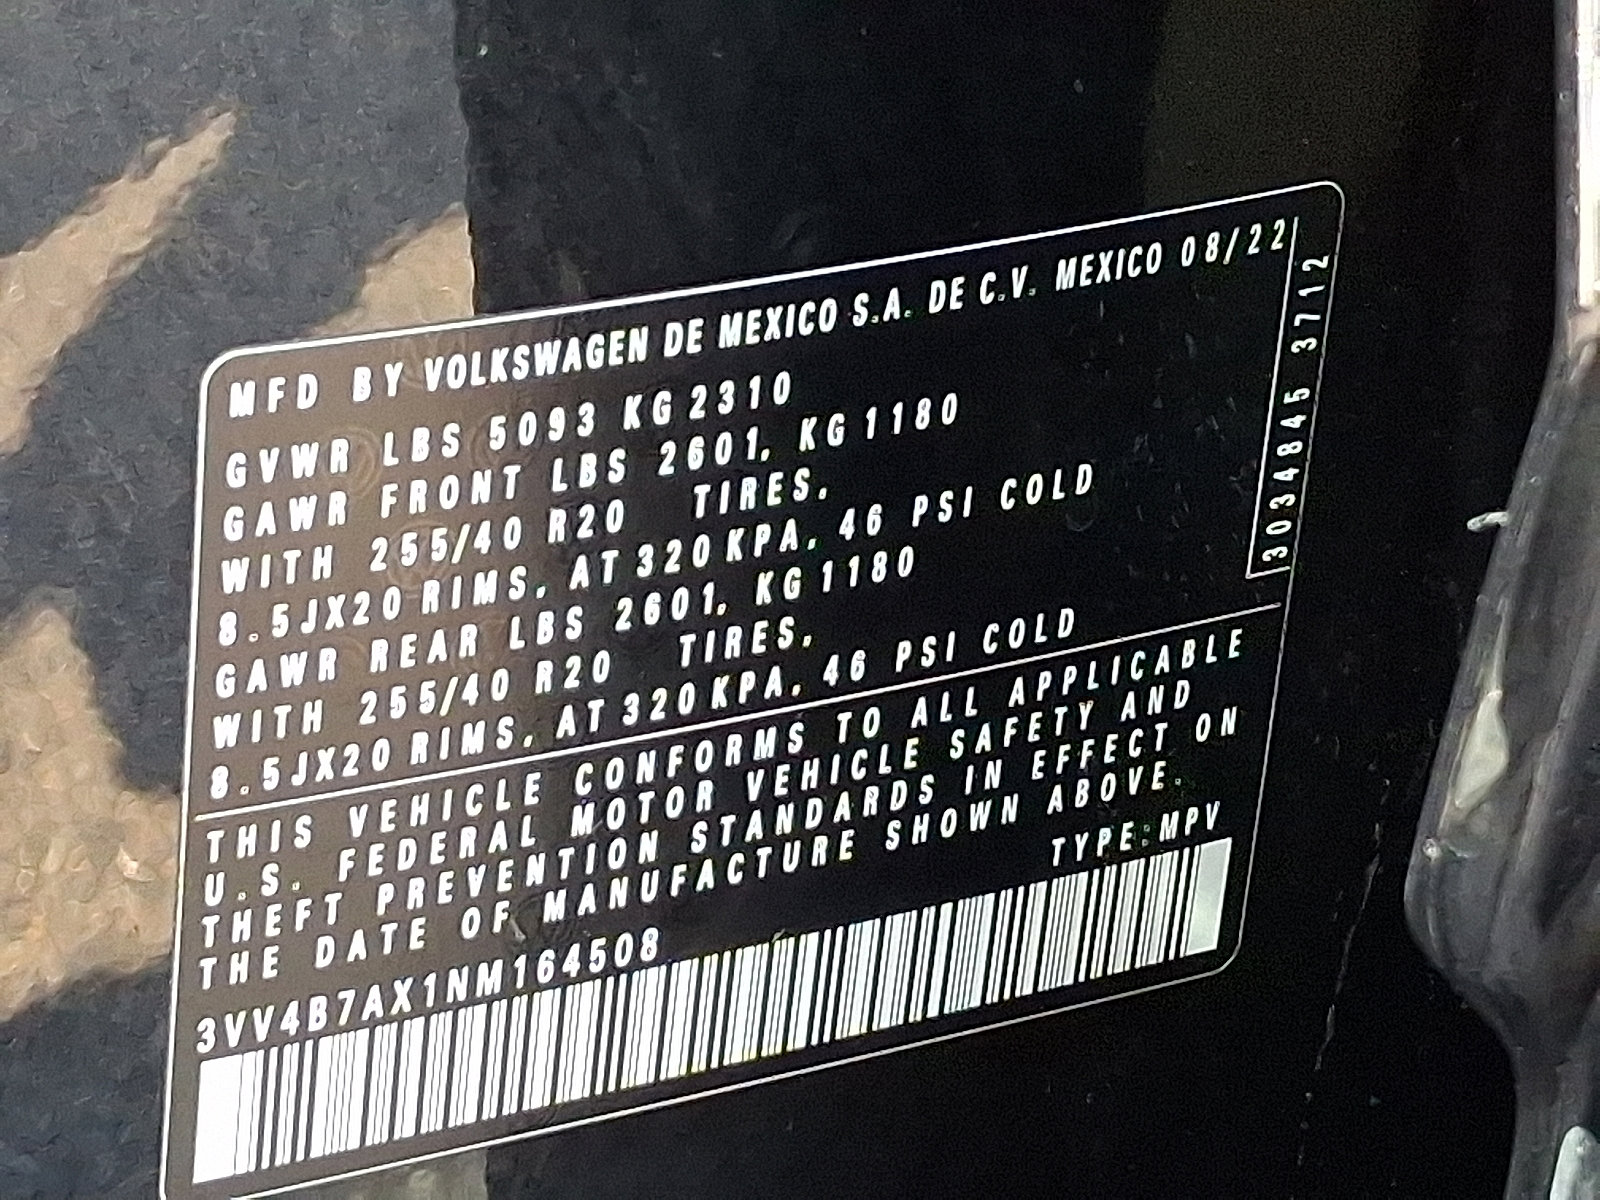 MFD BY VOLKSWAGEN DE MEXICO S.A. DE C.V. MEXICO 08/22
GVWR LBS 5093 KG 2310
GAWR FRONT LBS 2601, KG 1180
WITH 255/40 R20 TIRES,
8.5JX20 RIMS, AT 320 KPA, 46 PSI COLD
GAWR REAR LBS 2601, KG 1180
WITH 255/40 R20 TIRES,
8.5JX20 RIMS, AT 320 KPA, 46 PSI COLD
3034845 3712
THIS VEHICLE CONFORMS TO ALL APPLICABLE
U.S. FEDERAL MOTOR VEHICLE SAFETY AND
THEFT PREVENTION STANDARDS IN EFFECT ON
THE DATE OF MANUFACTURE SHOWN ABOVE.
TYPE:MPV
3VV4B7AX1NM164508